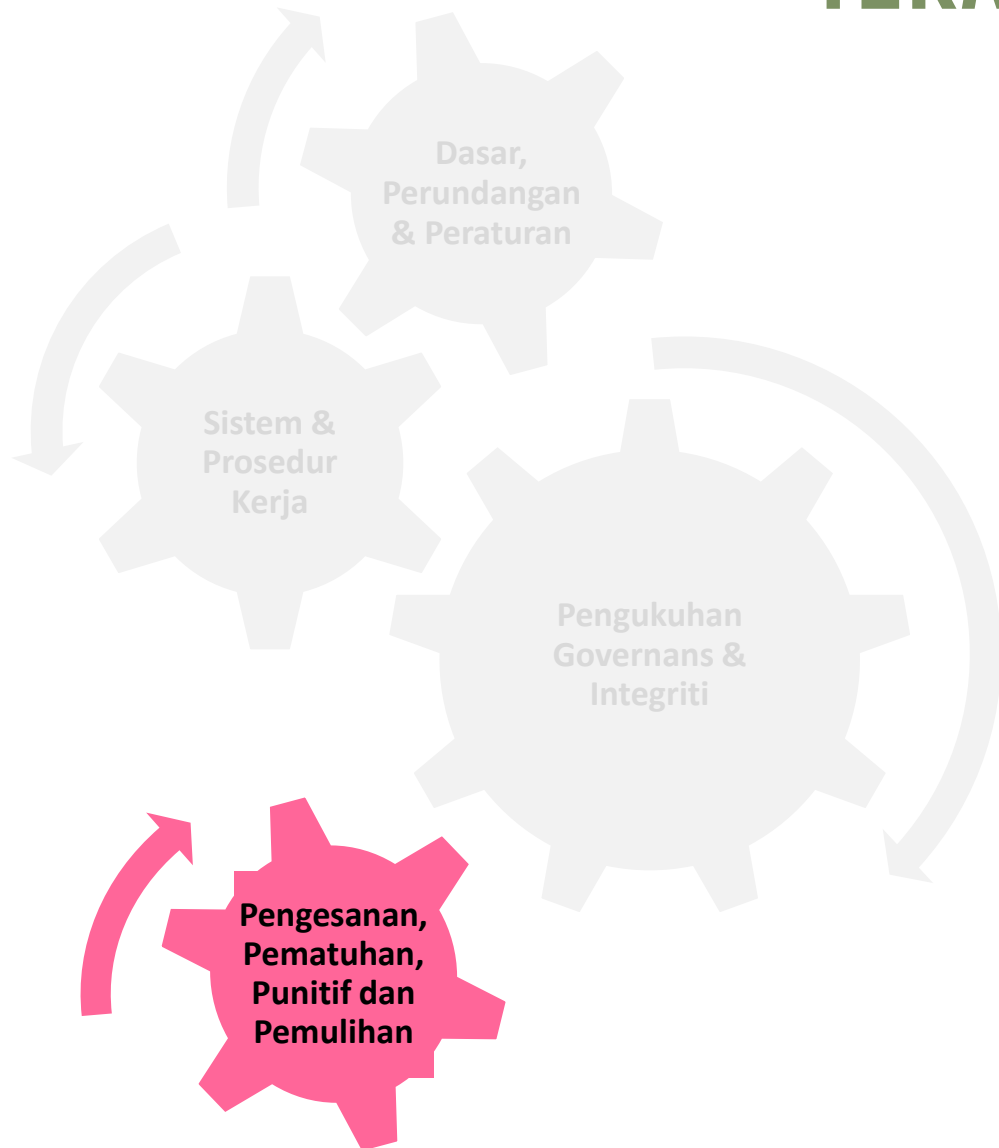 Dasar,
Perundangan
& Peraturan
Sistem &
Prosedur
Kerja
Pengukuhan
Governans &
Integriti
Pengesanan,
Pematuhan,
Punitif dan
Pemulihan